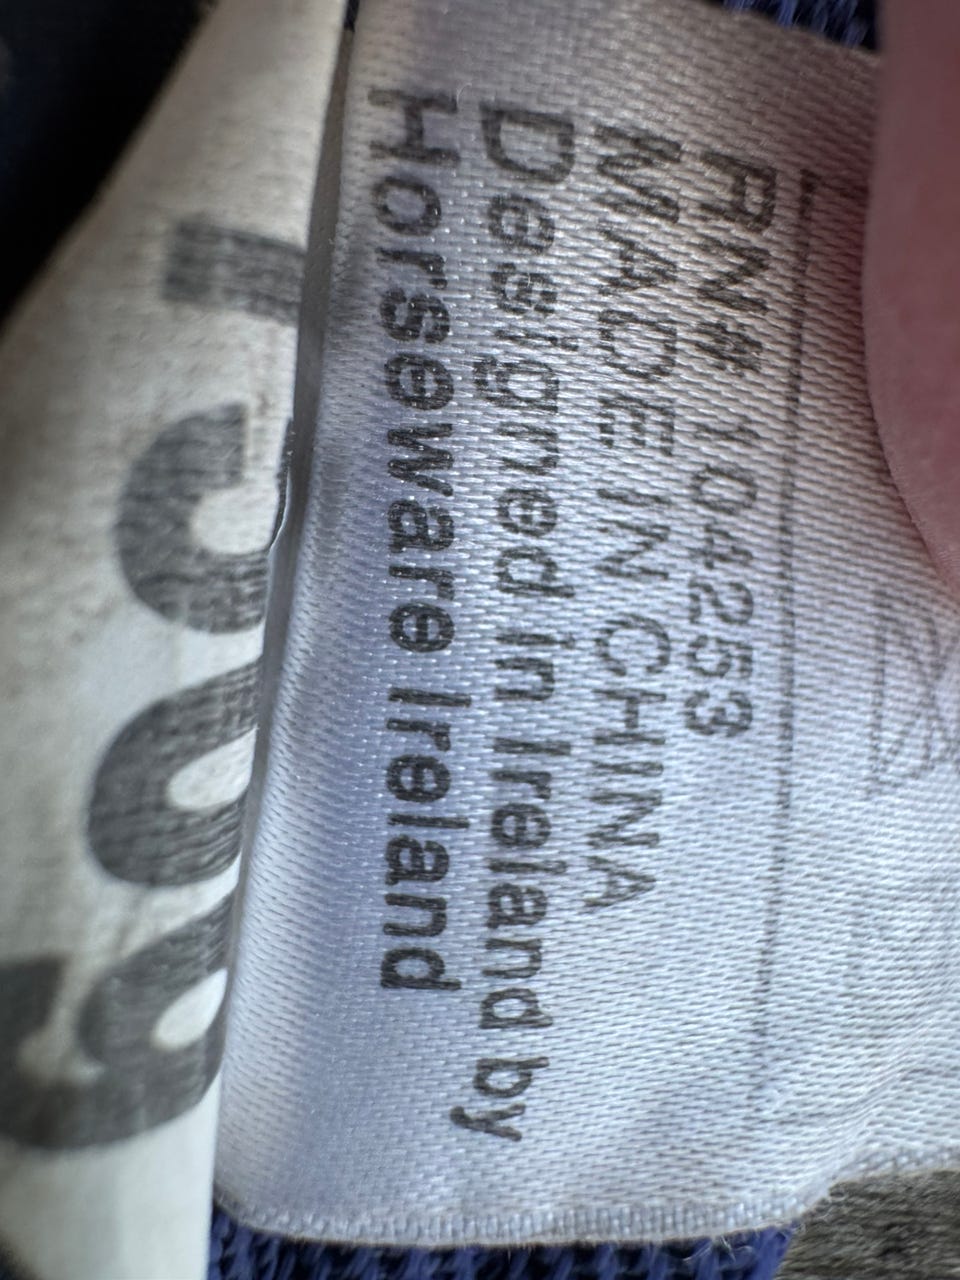 RN# 104253
MADE IN CHINA
Designed in Ireland by
Horseware Ireland